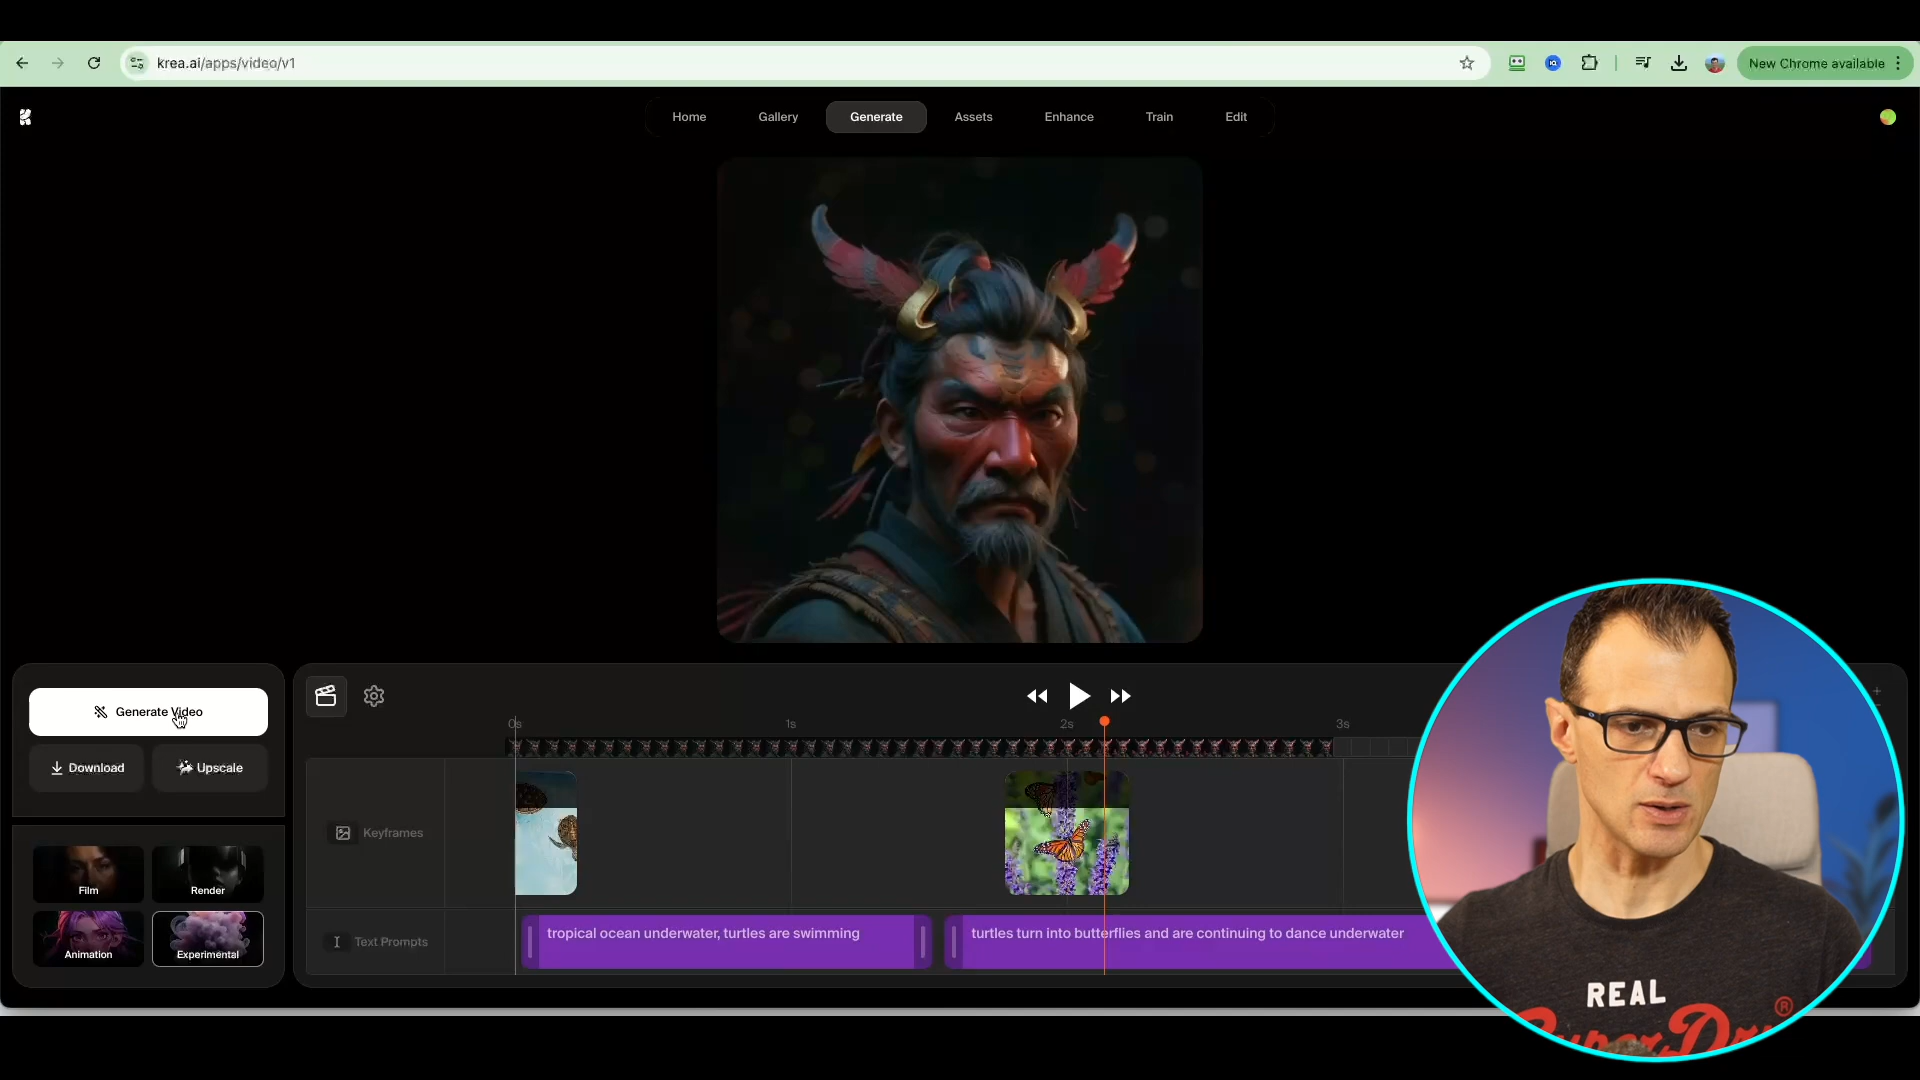 krea.ai/apps/video/v1
New Chrome available
Home
Gallery
Generate
Assets
Enhance
Train
Edit
Generate Video
Download
Upscale
0s
1s
2s
3s
Keyframes
Film
Render
Animation
Experimental
Text Prompts
tropical ocean underwater, turtles are swimming
turtles turn into butterflies and are continuing to dance underwater
REAL